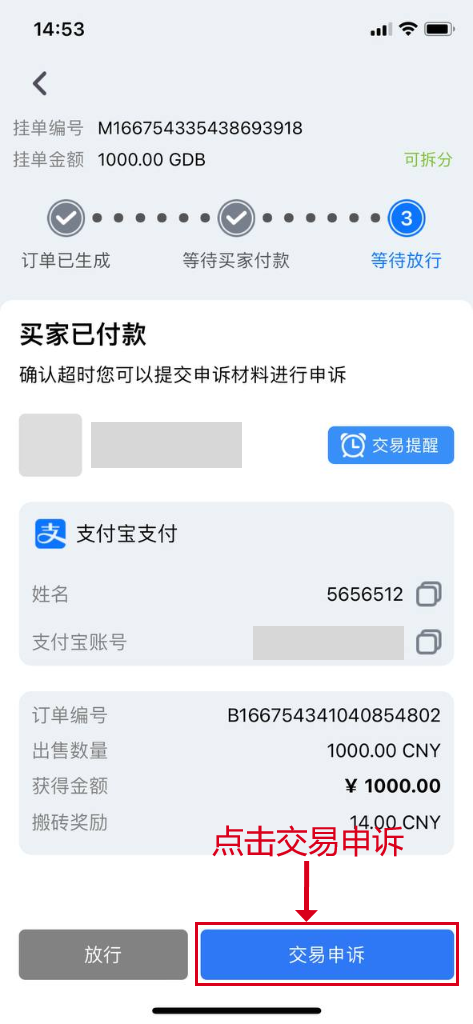 14:53
挂单编号 M166754335438693918
挂单金额 1000.00 GDB 可拆分
3
订单已生成 等待买家付款 等待放行
买家已付款
确认超时您可以提交申诉材料进行申诉
交易提醒
支 支付宝支付
姓名 5656512
支付宝账号
订单编号 B166754341040854802
出售数量 1000.00 CNY
获得金额 ¥ 1000.00
搬砖奖励 14.00 CNY
点击交易申诉
放行 交易申诉